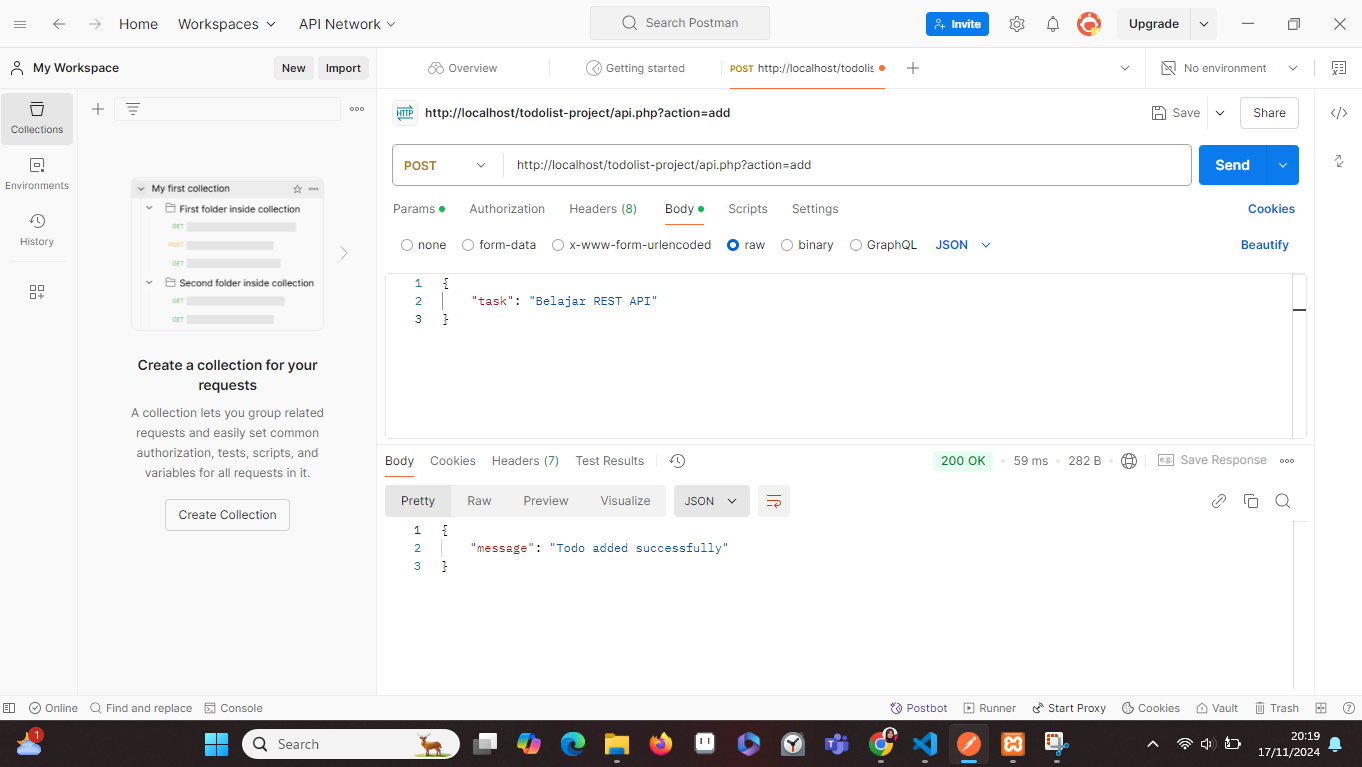 Home Workspaces API Network Search Postman Invite Upgrade
My Workspace New Import Overview Getting started POST http://localhost/todolis No environment
Collections
Environments
History
My first collection
First folder inside collection
GET
POST
GET
Second folder inside collection
GET
GET
Create a collection for your
requests
A collection lets you group related
requests and easily set common
authorization, tests, scripts, and
variables for all requests in it.
Create Collection
HTTP http://localhost/todolist-project/api.php?action=add Save Share
POST http://localhost/todolist-project/api.php?action=add Send
Params Authorization Headers (8) Body Scripts Settings Cookies
none form-data x-www-form-urlencoded raw binary GraphQL JSON Beautify
1 {
2 "task": "Belajar REST API"
3 }
Body Cookies Headers (7) Test Results 200 OK 59 ms 282 B e.g. Save Response
Pretty Raw Preview Visualize JSON
1 {
2 "message": "Todo added successfully"
3 }
Online Find and replace Console Postbot Runner Start Proxy Cookies Vault Trash
1 Search 20:19
17/11/2024